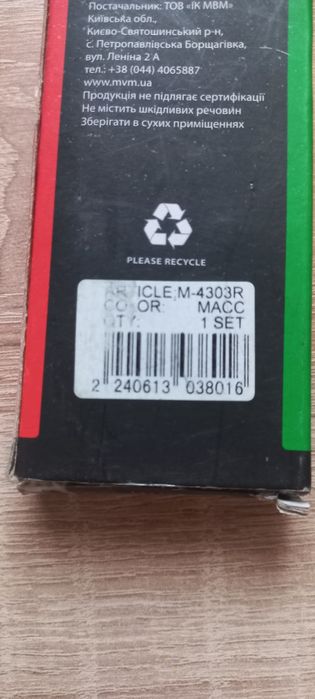 Постачальник: ТОВ «ІК МВМ»
Київська обл.,
Києво-Святошинський р-н,
с. Петропавлівська Борщагівка,
вул. Леніна 2 А
тел.: +38 (044) 4065887
www.mvm.ua
Продукція не підлягає сертифікації
Не містить шкідливих речовин
Зберігати в сухих приміщеннях
PLEASE RECYCLE
ARTICLE:M-4303R
COLOR: MACC
QTY: 1 SET
2 240613 038016